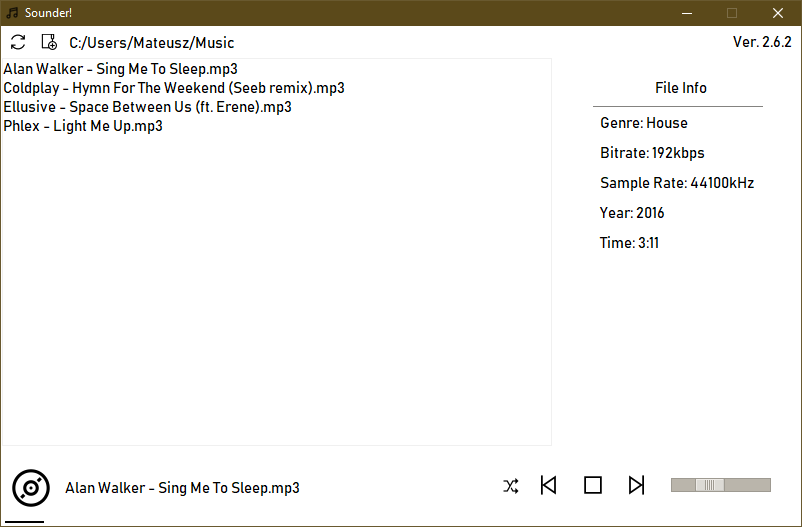 Sounder!
C:/Users/Mateusz/Music
Ver. 2.6.2
Alan Walker - Sing Me To Sleep.mp3
Coldplay - Hymn For The Weekend (Seeb remix).mp3
Ellusive - Space Between Us (ft. Erene).mp3
Phlex - Light Me Up.mp3
File Info
Genre: House
Bitrate: 192kbps
Sample Rate: 44100kHz
Year: 2016
Time: 3:11
Alan Walker - Sing Me To Sleep.mp3